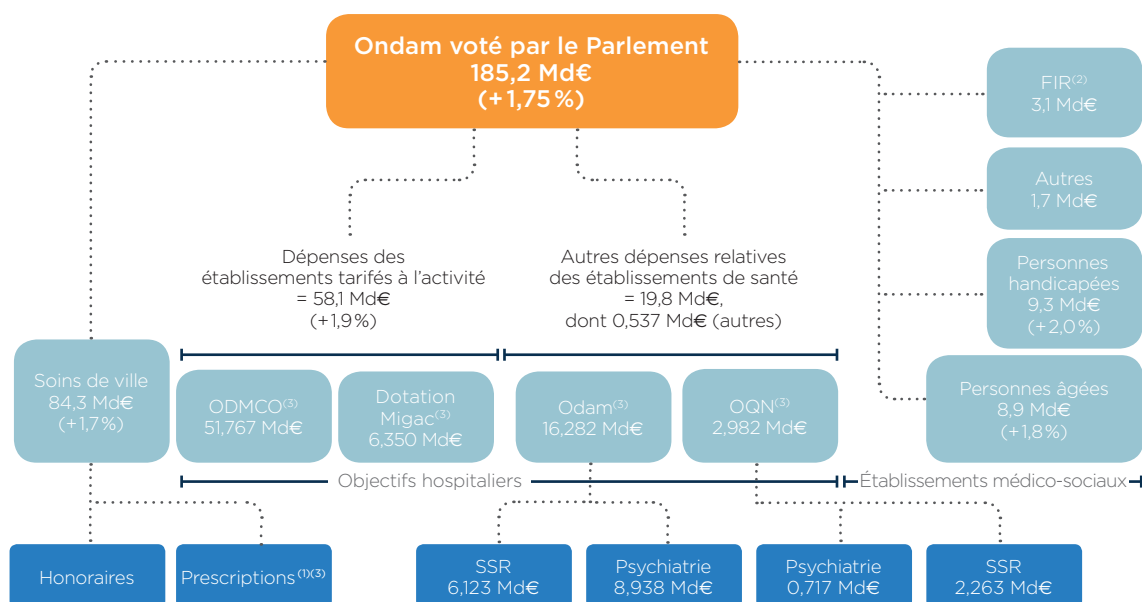 Ondam voté par le Parlement
185,2 Md€
(+1,75 %)
FIR(2)
3,1 Md€
Autres
1,7 Md€
Personnes
handicapées
9,3 Md€
(+2,0 %)
Personnes âgées
8,9 Md€
(+1,8 %)
Dépenses des
établissements tarifés à l’activité
= 58,1 Md€
(+1,9 %)
Autres dépenses relatives
des établissements de santé
= 19,8 Md€,
dont 0,537 Md€ (autres)
Soins de ville
84,3 Md€
(+1,7 %)
ODMCO(3)
51,767 Md€
Dotation
Migac(3)
6,350 Md€
Odam(3)
16,282 Md€
OQN(3)
2,982 Md€
Objectifs hospitaliers
Établissements médico-sociaux
Honoraires
Prescriptions(1)(3)
SSR
6,123 Md€
Psychiatrie
8,938 Md€
Psychiatrie
0,717 Md€
SSR
2,263 Md€